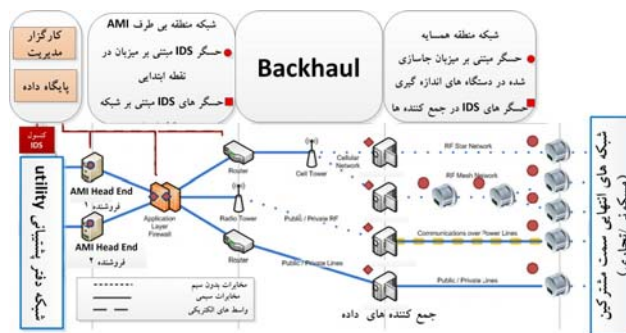 کارگزار
مدیریت
پایگاه داده
شبکه منطقه بی طرف AMI
حسگر IDS مبتنی بر میزبان در
نقطه ابتدایی
حسگر های IDS مبتنی بر شبکه
Backhaul
شبکه منطقه همسایه
حسگر مبتنی بر میزبان جاسازی
شده در دستگاه های اندازه گیری
حسگر های IDS در جمع کننده ها
کنسول
IDS
شبکه دفتر پشتیبانی utility
AMI Head End
فروشنده ۱
AMI Head End
فروشنده ۲
Application
Layer
Firewall
Router
Radio Tower
Router
Cell Tower
Cellular
Network
Public / Private RF
Public / Private Lines
RF Star Network
RF Mesh Network
Communications over Power Lines
Public / Private Lines
جمع کننده های داده
شبکه های انتهایی سمت مشترکین
(مسکونی/تجاری)
مخابرات بدون سیم
مخابرات سیمی
واسط های الکتریکی